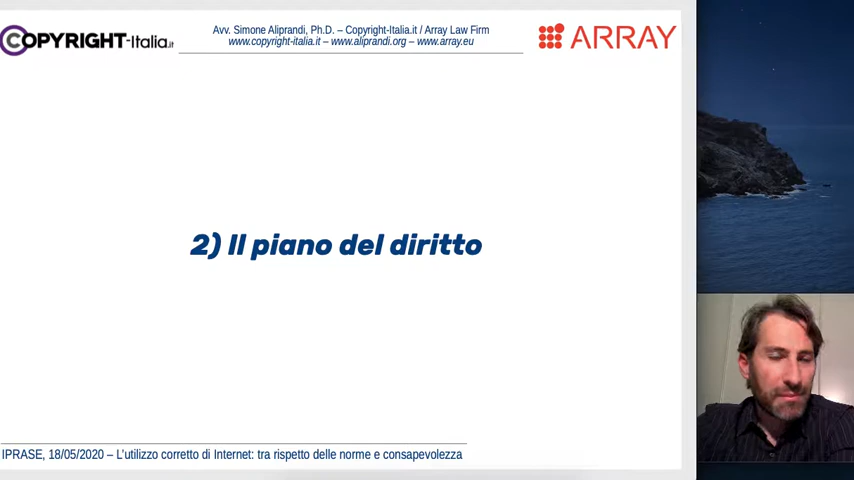 COPYRIGHT-Italia.it
Avv. Simone Aliprandi, Ph.D. – Copyright-Italia.it / Array Law Firm
www.copyright-italia.it – www.aliprandi.org – www.array.eu
ARRAY
2) Il piano del diritto
IPRASE, 18/05/2020 – L'utilizzo corretto di Internet: tra rispetto delle norme e consapevolezza